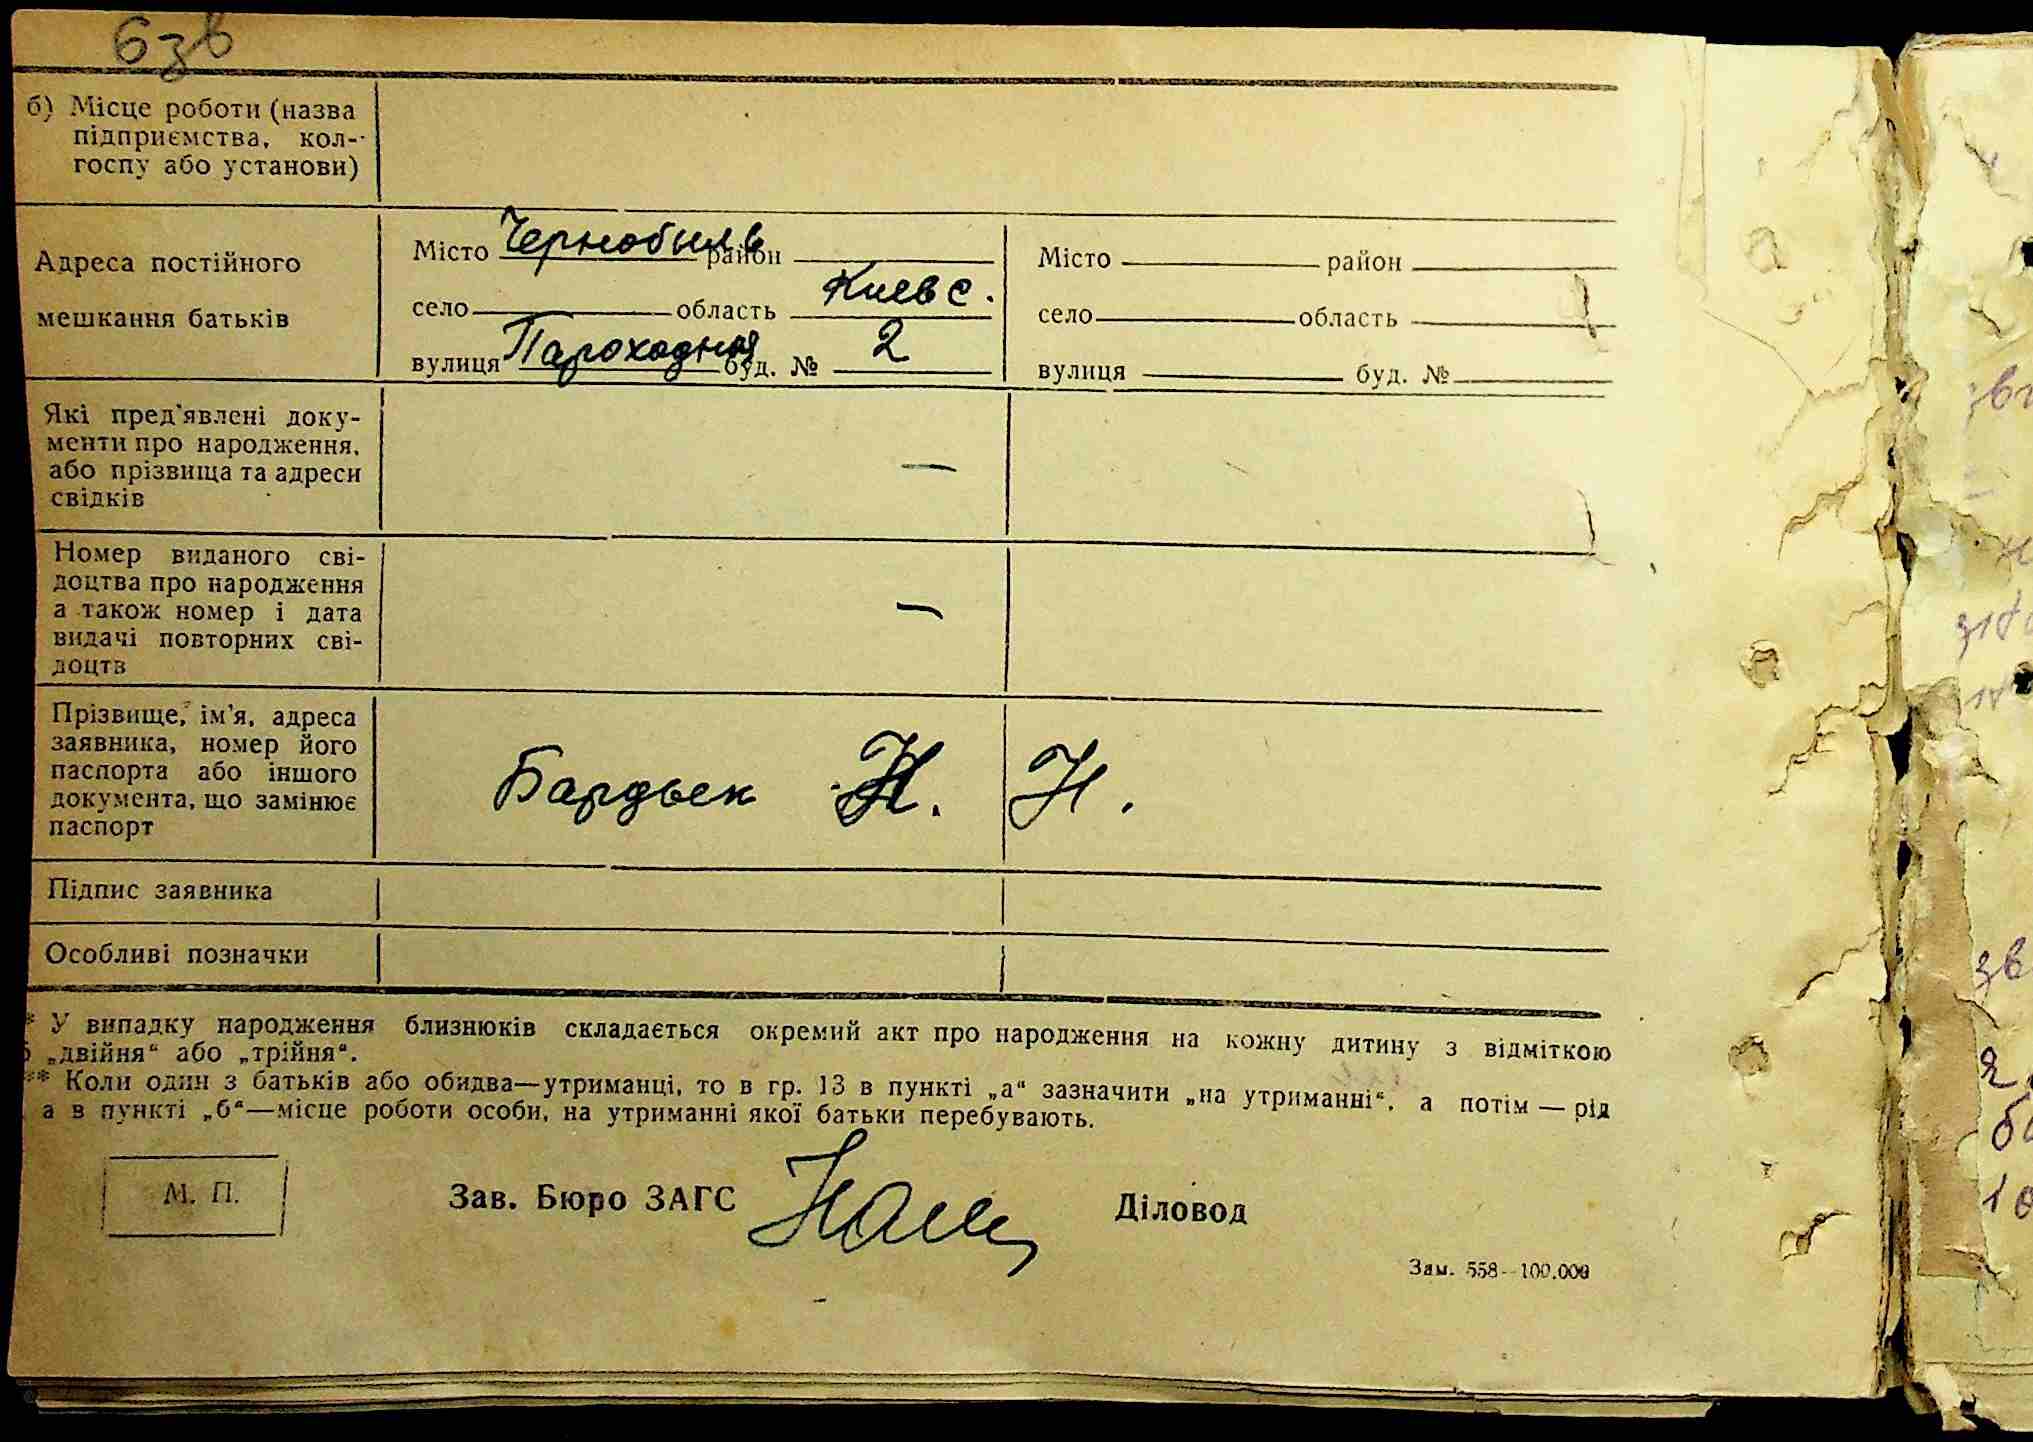 6зв
б) Місце роботи (назва
підприємства, кол-
госпу або установи)
Адреса постійного
мешкання батьків
Місто Чернобиль район
село область Киевс.
вулиця Пароходная буд. № 2
Місто район
село область
вулиця буд. №
Які пред'явлені доку-
менти про народження,
або прізвища та адреси
свідків
—
Номер виданого сві-
доцтва про народження
а також номер і дата
видачі повторних сві-
доцтв
—
Прізвище, ім'я, адреса
заявника, номер його
паспорта або іншого
документа, що замінює
паспорт
Бардьек Н. Н.
Підпис заявника
Особливі позначки
* У випадку народження близнюків складається окремий акт про народження на кожну дитину з відміткою
„двійня“ або „трійня“.
** Коли один з батьків або обидва—утриманці, то в гр. 13 в пункті „а“ зазначити „на утриманні“, а потім — рід
а в пункті „б“—місце роботи особи, на утриманні якої батьки перебувають.
М. П.
Зав. Бюро ЗАГС
Діловод
Зам. 558—100.000